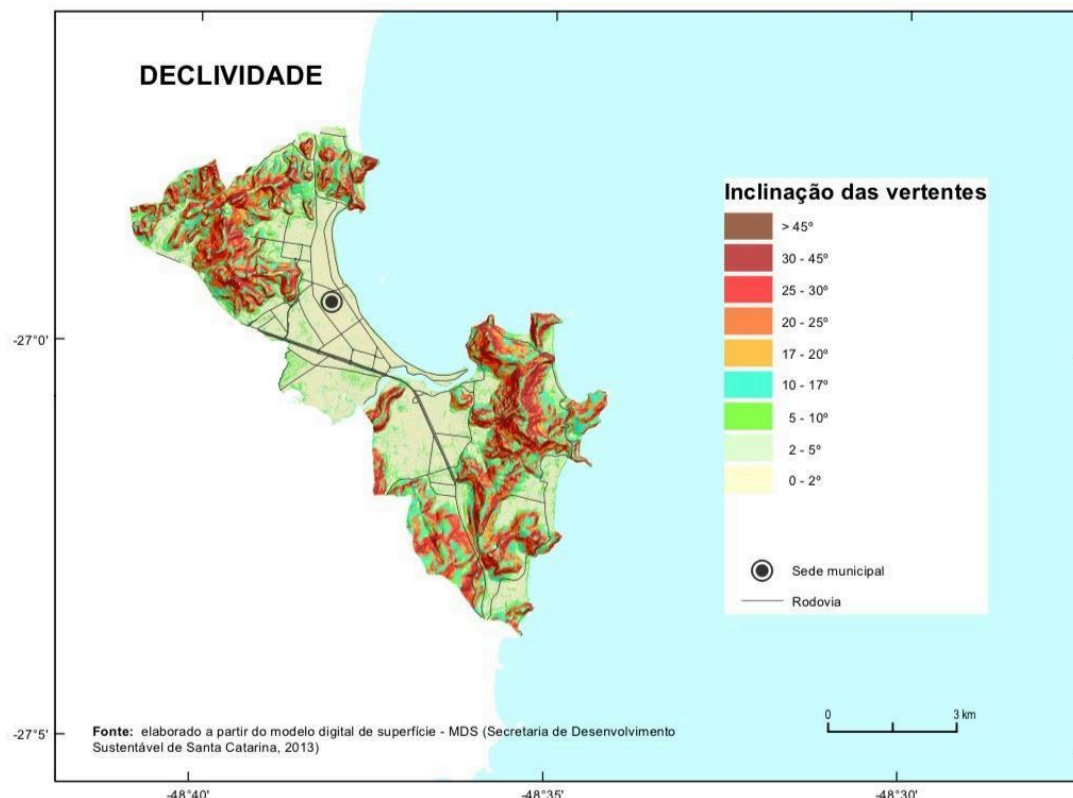 DECLIVIDADE
Inclinação das vertentes
> 45º
30 - 45º
25 - 30º
20 - 25º
17 - 20º
10 - 17º
5 - 10º
2 - 5º
0 - 2º
Sede municipal
Rodovia
-27°0'
-27°5'
0 3 km
Fonte: elaborado a partir do modelo digital de superfície - MDS (Secretaria de Desenvolvimento
Sustentável de Santa Catarina, 2013)
-48°40' -48°35' -48°30'